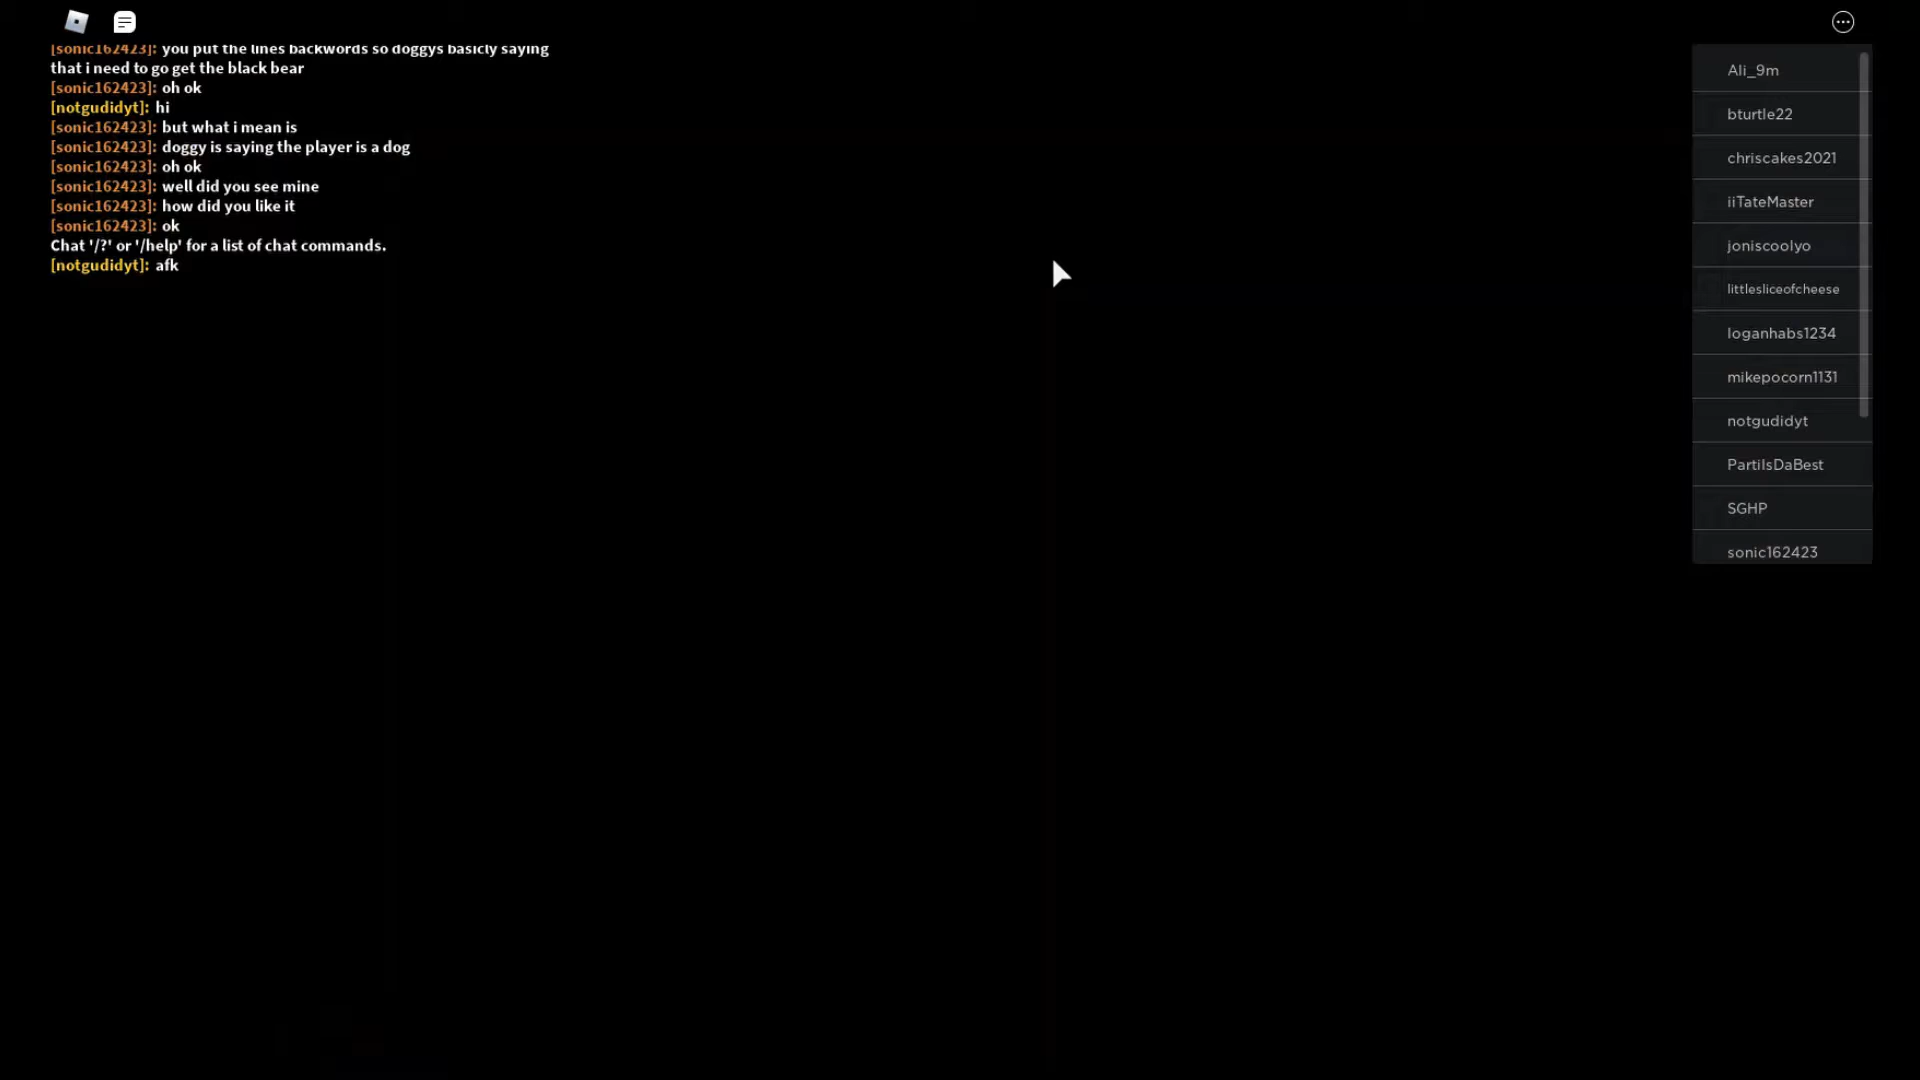 [sonic162423]: you put the lines backwords so doggys basicly saying
that i need to go get the black bear
[sonic162423]: oh ok
[notgudidyt]: hi
[sonic162423]: but what i mean is
[sonic162423]: doggy is saying the player is a dog
[sonic162423]: oh ok
[sonic162423]: well did you see mine
[sonic162423]: how did you like it
[sonic162423]: ok
Chat '/?' or '/help' for a list of chat commands.
[notgudidyt]: afk
Ali_9m
bturtle22
chriscakes2021
iiTateMaster
joniscoolyo
littlesliceofcheese
loganhabs1234
mikepocorn1131
notgudidyt
PartiIsDaBest
SGHP
sonic162423